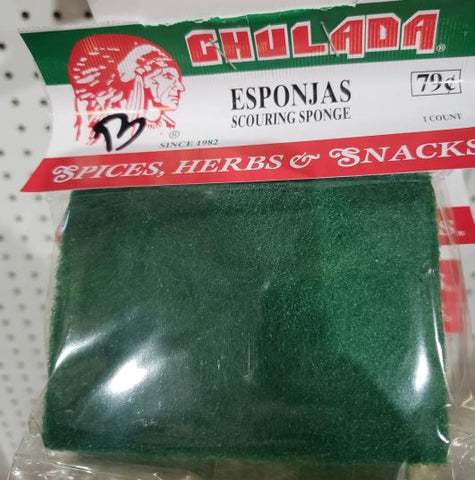 CHULADA®
ESPONJAS
SCOURING SPONGE
79¢
1 COUNT
®
SINCE 1982
SPICES, HERBS & SNACKS
S.®